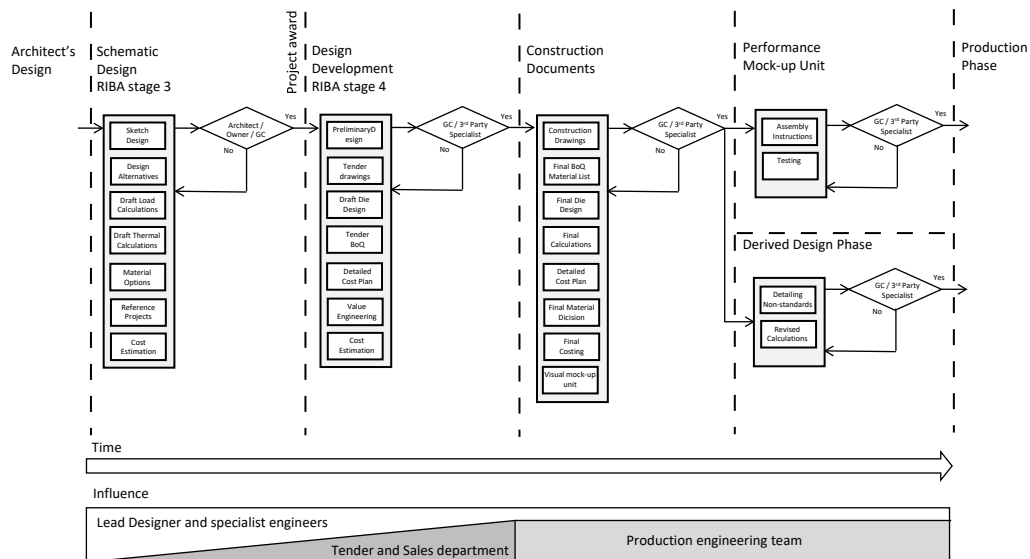 Architect's
Design
Schematic
Design
RIBA stage 3
Project award
Design
Development
RIBA stage 4
Construction
Documents
Performance
Mock-up Unit
Production
Phase
Sketch
Design
Design
Alternatives
Draft Load
Calculations
Draft Thermal
Calculations
Material
Options
Reference
Projects
Cost
Estimation
Architect /
Owner / GC
Yes
No
PreliminaryD
esign
Tender
drawings
Draft Die
Design
Tender
BoQ
Detailed
Cost Plan
Value
Engineering
Cost
Estimation
GC / 3rd Party
Specialist
Yes
No
Construction
Drawings
Final BoQ
Material List
Final Die
Design
Final
Calculations
Detailed
Cost Plan
Final Material
Dicision
Final
Costing
Visual mock-up
unit
GC / 3rd Party
Specialist
Yes
No
Assembly
Instructions
Testing
GC / 3rd Party
Specialist
Yes
No
Derived Design Phase
Detailing
Non-standards
Revised
Calculations
GC / 3rd Party
Specialist
Yes
No
Time
Influence
Lead Designer and specialist engineers
Tender and Sales department
Production engineering team